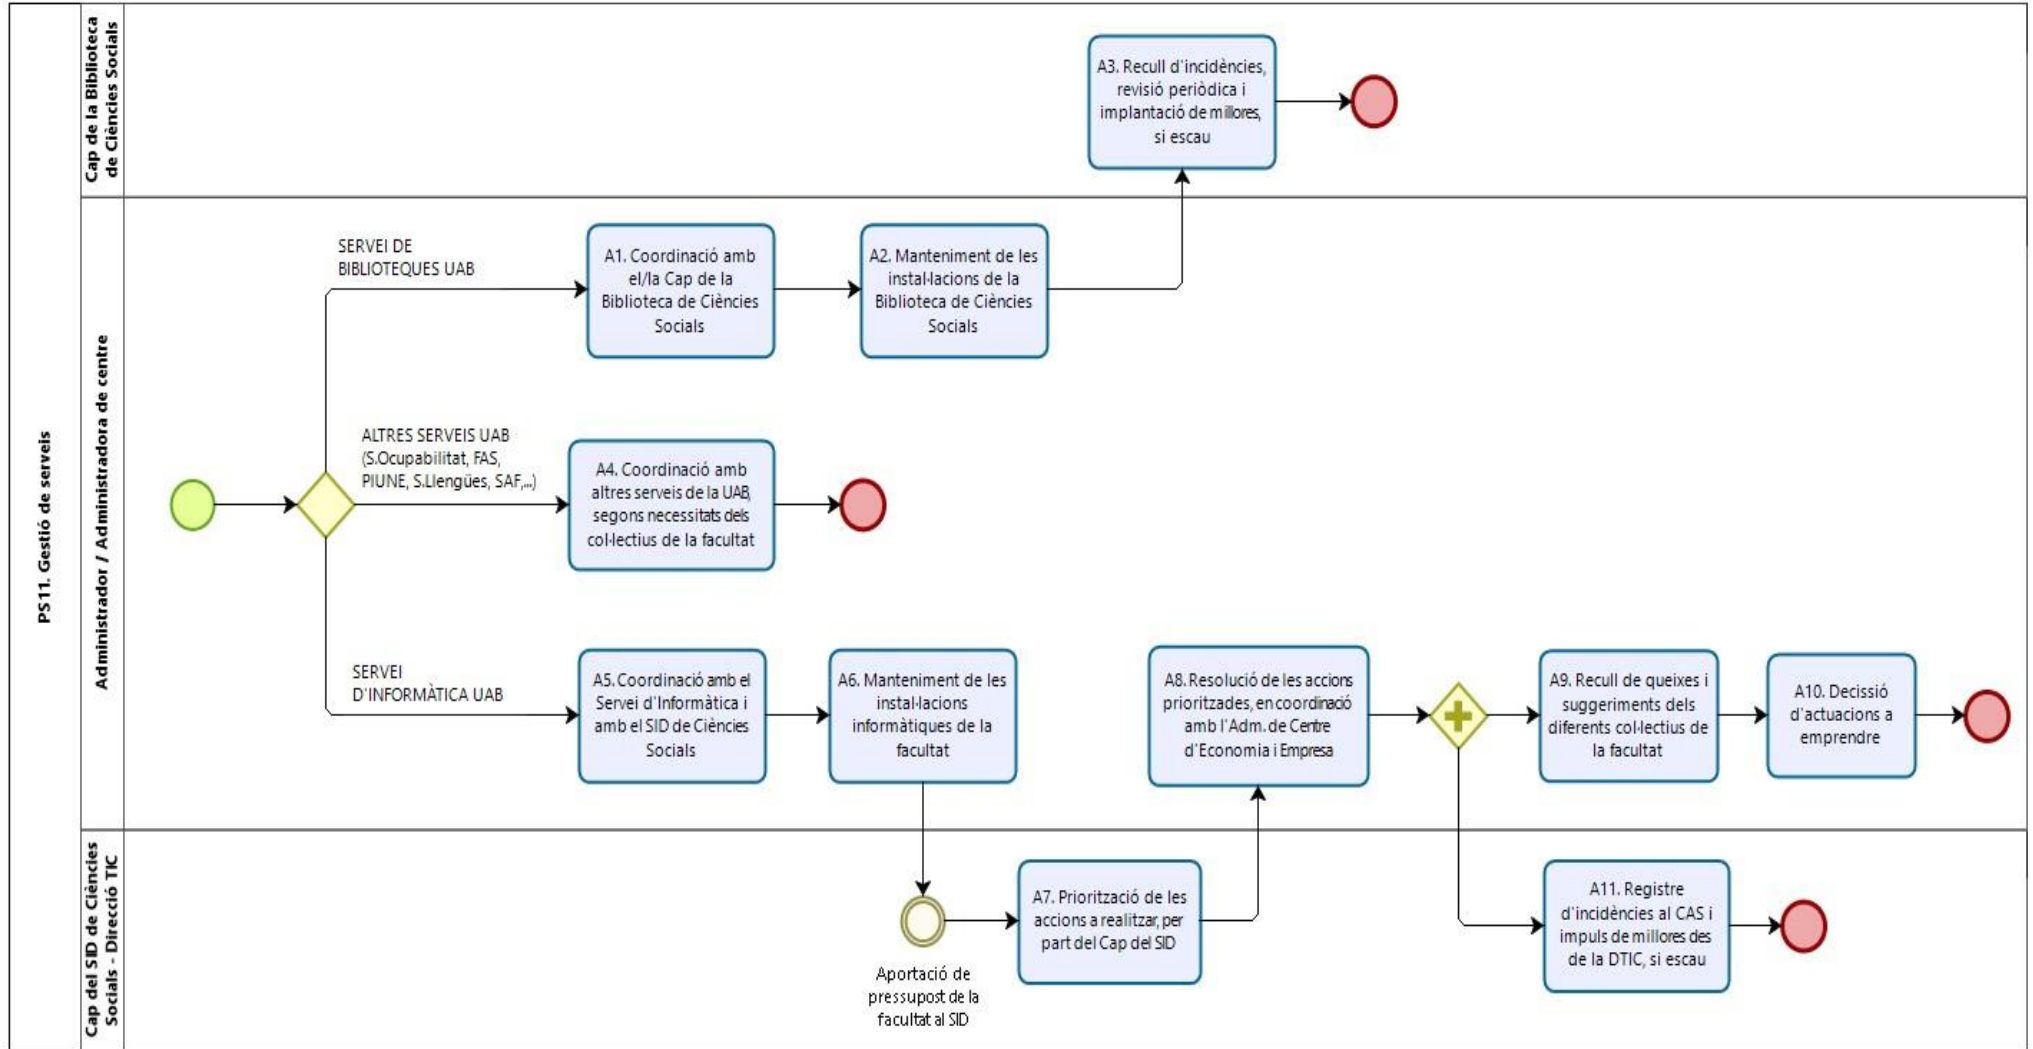 PS11. Gestió de serveis
Cap de la Biblioteca
de Ciències Socials
A3. Recull d'incidències,
revisió periòdica i
implantació de millores,
si escau
Administrador / Administradora de centre
SERVEI DE
BIBLIOTEQUES UAB
A1. Coordinació amb
el/la Cap de la
Biblioteca de Ciències
Socials
A2. Manteniment de les
instal·lacions de la
Biblioteca de Ciències
Socials
ALTRES SERVEIS UAB
(S.Ocupabilitat, FAS,
PIUNE, S.Llengües, SAF,...)
A4. Coordinació amb
altres serveis de la UAB,
segons necessitats dels
col·lectius de la facultat
SERVEI
D'INFORMÀTICA UAB
A5. Coordinació amb el
Servei d'Informàtica i
amb el SID de Ciències
Socials
A6. Manteniment de les
instal·lacions
informàtiques de la
facultat
A8. Resolució de les accions
prioritzades, en coordinació
amb l'Adm. de Centre
d'Economia i Empresa
A9. Recull de queixes i
suggeriments dels
diferents col·lectius de
la facultat
A10. Decissió
d'actuacions a
emprendre
Cap del SID de Ciències
Socials - Direcció TIC
Aportació de
pressupost de la
facultat al SID
A7. Priorització de les
accions a realitzar, per
part del Cap del SID
A11. Registre
d'incidències al CAS i
impuls de millores des
de la DTIC, si escau